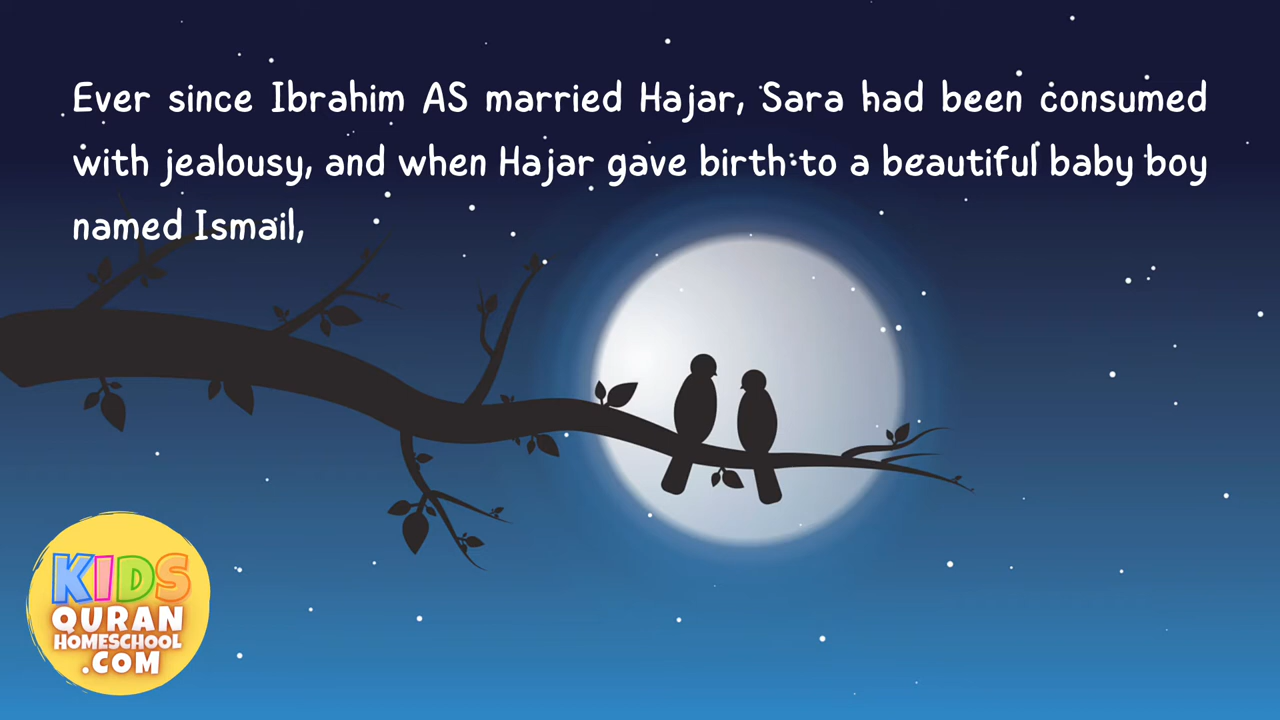 Ever since Ibrahim AS married Hajar, Sara had been consumed
with jealousy, and when Hajar gave birth to a beautiful baby boy
named Ismail,
KIDS
QURAN
HOMESCHOOL
.COM